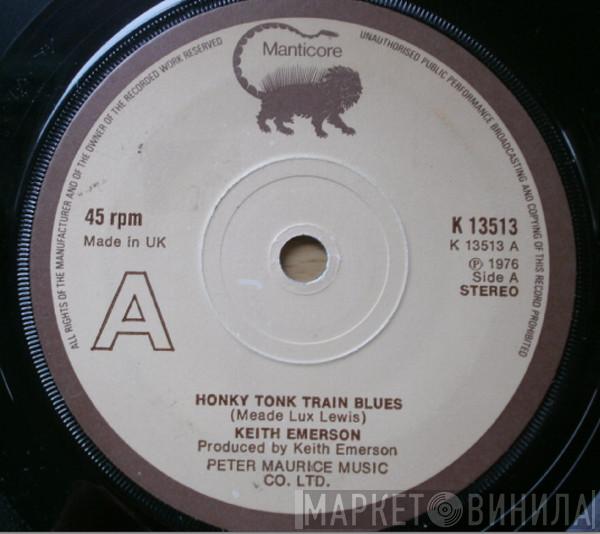 Manticore
ALL RIGHTS OF THE MANUFACTURER AND OF THE OWNER OF THE RECORDED WORK RESERVED
UNAUTHORISED PUBLIC PERFORMANCE BROADCASTING AND COPYING OF THIS RECORD PROHIBITED
45 rpm
Made in UK
A
K 13513
K 13513 A
℗ 1976
Side A
STEREO
HONKY TONK TRAIN BLUES
(Meade Lux Lewis)
KEITH EMERSON
Produced by Keith Emerson
PETER MAURICE MUSIC
CO. LTD.
МАРКЕТ ВИНИЛА